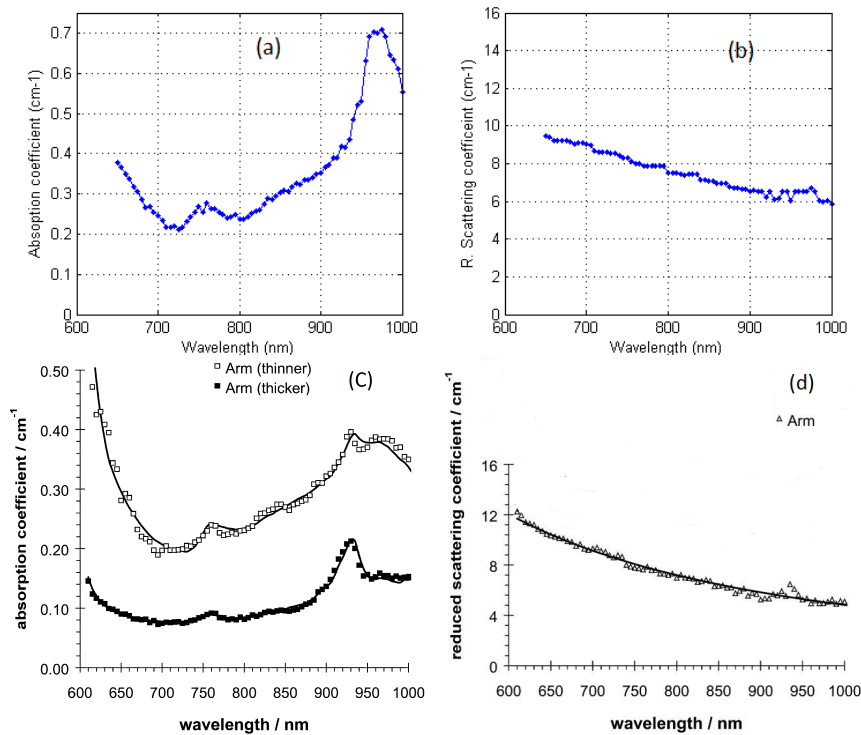 (a)
Absoption coefficient (cm-1)
0.7
0.6
0.5
0.4
0.3
0.2
0.1
0
600 700 800 900 1000
Wavelength (nm)
(b)
R. Scattering coefficeint (cm-1)
16
14
12
10
8
6
4
2
0
600 700 800 900 1000
Wavelength (nm)
Arm (thinner)
Arm (thicker)
(C)
absorption coefficient / cm-1
0.50
0.40
0.30
0.20
0.10
0.00
600 650 700 750 800 850 900 950 1000
wavelength / nm
(d)
Arm
reduced scattering coefficient / cm-1
16
12
8
4
0
600 650 700 750 800 850 900 950 1000
wavelength / nm